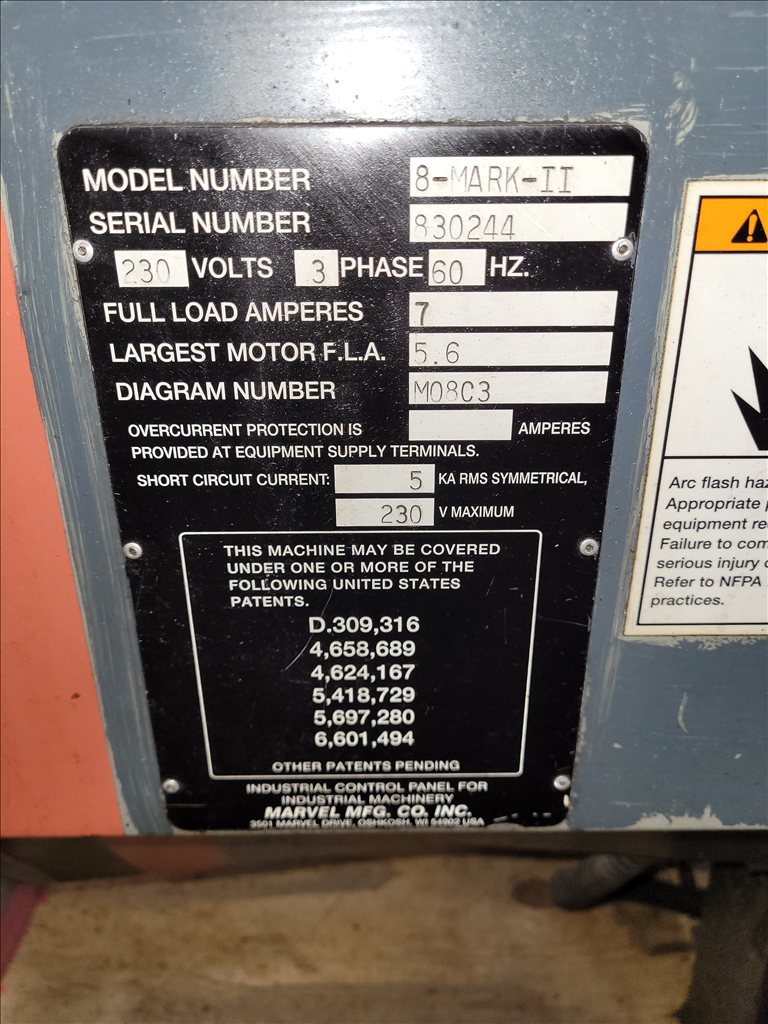 MODEL NUMBER 8-MARK-II
SERIAL NUMBER 830244
230 VOLTS 3 PHASE 60 HZ.
FULL LOAD AMPERES 7
LARGEST MOTOR F.L.A. 5.6
DIAGRAM NUMBER M08C3
OVERCURRENT PROTECTION IS AMPERES
PROVIDED AT EQUIPMENT SUPPLY TERMINALS.
SHORT CIRCUIT CURRENT: 5 KA RMS SYMMETRICAL,
230 V MAXIMUM
THIS MACHINE MAY BE COVERED
UNDER ONE OR MORE OF THE
FOLLOWING UNITED STATES
PATENTS.
D.309,316
4,658,689
4,624,167
5,418,729
5,697,280
6,601,494
OTHER PATENTS PENDING
INDUSTRIAL CONTROL PANEL FOR
INDUSTRIAL MACHINERY
MARVEL MFG. CO. INC.
3501 MARVEL DRIVE, OSHKOSH, WI 54902 USA
Arc flash
Appropriate
equipment
Failure to
serious injury
Refer to NFPA
practices.